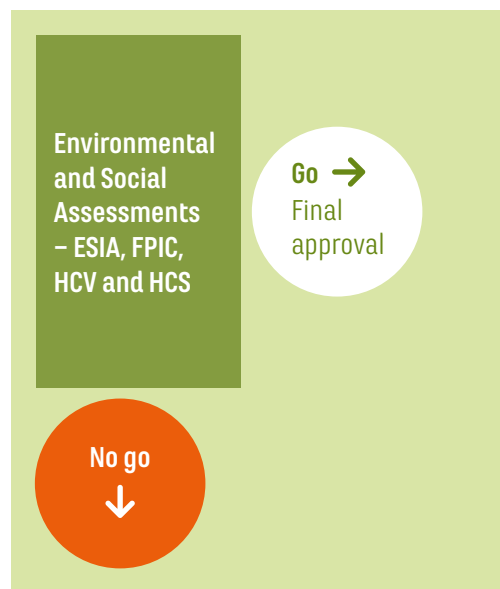 Environmental
and Social
Assessments
– ESIA, FPIC,
HCV and HCS
Go →
Final
approval
No go
↓